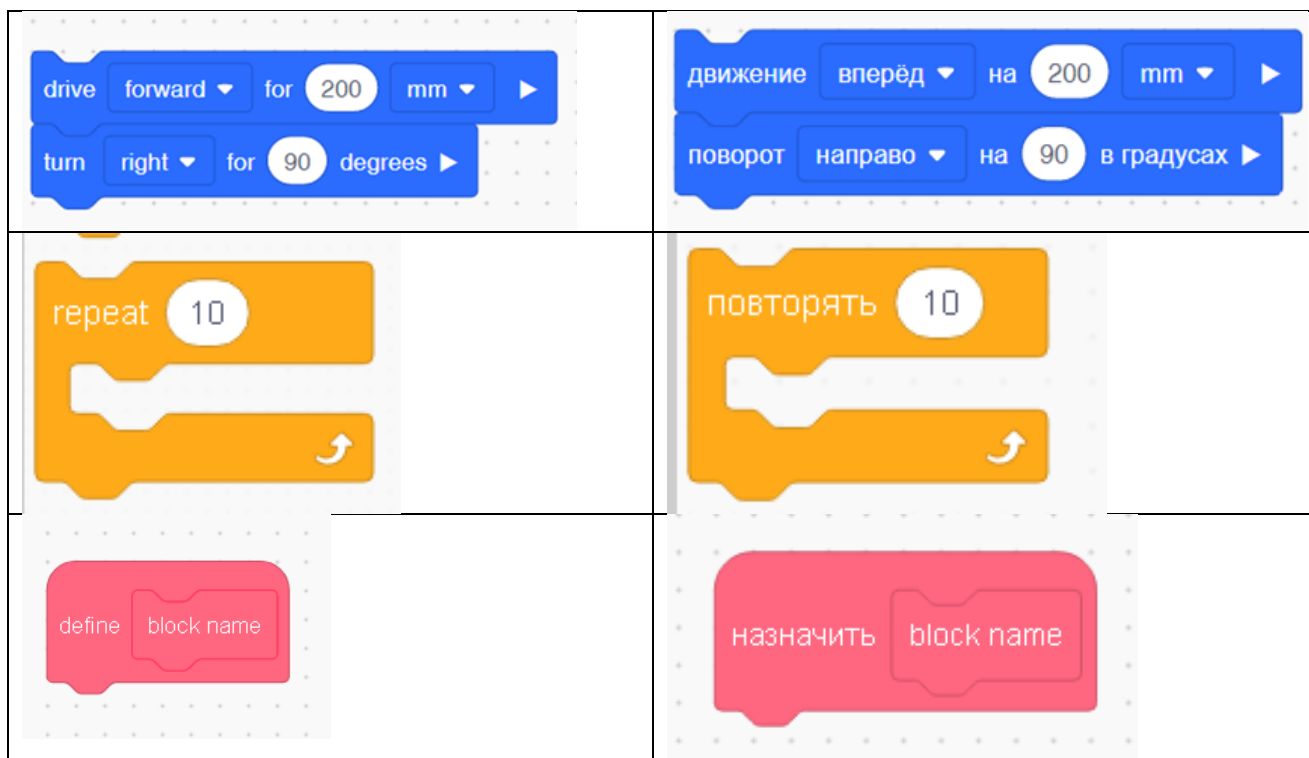 drive forward for 200 mm
turn right for 90 degrees
движение вперёд на 200 mm
поворот направо на 90 в градусах
repeat 10
повторять 10
define block name
назначить block name